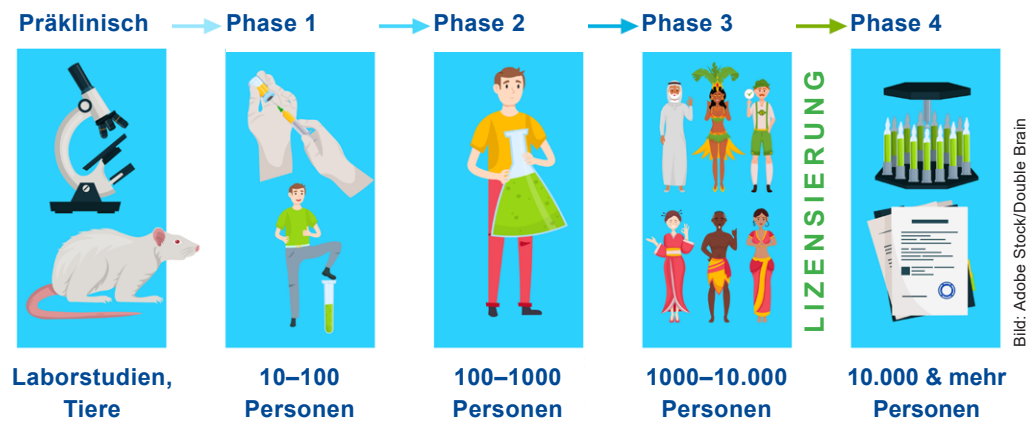 Präklinisch
Phase 1
Phase 2
Phase 3
Phase 4
LIZENSIERUNG
Laborstudien,
Tiere
10–100
Personen
100–1000
Personen
1000–10.000
Personen
10.000 & mehr
Personen
Bild: Adobe Stock/Double Brain